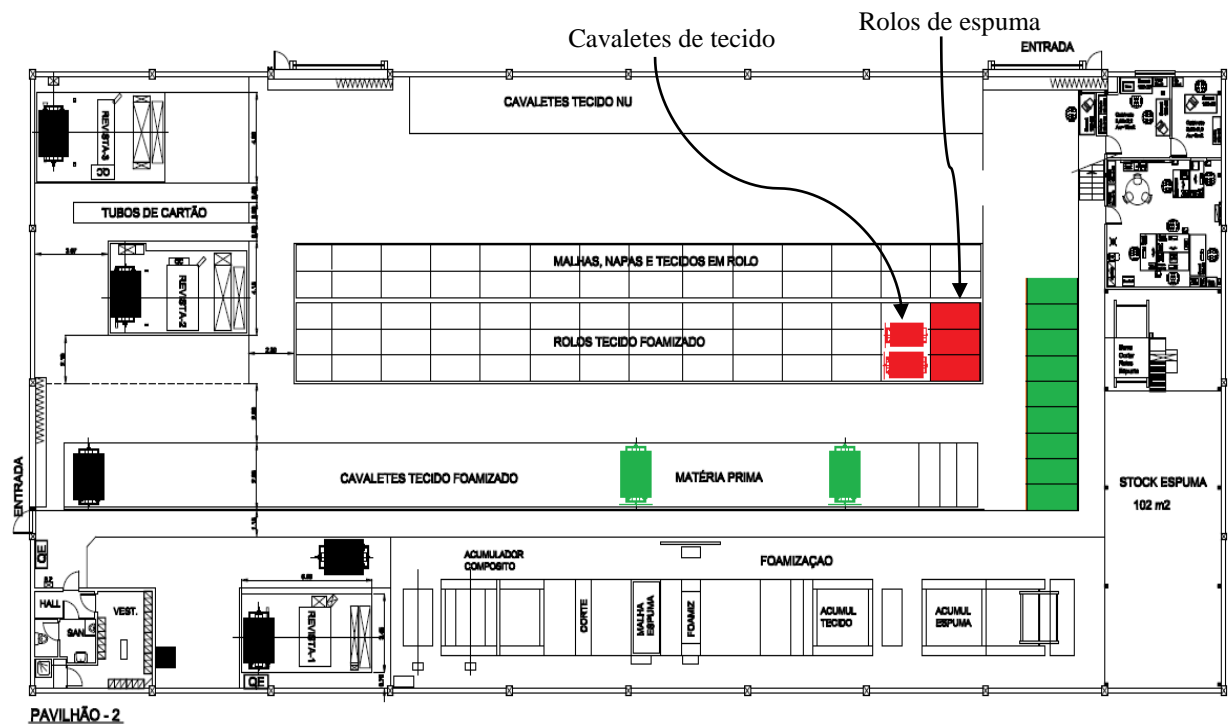 Rolos de espuma
Cavaletes de tecido
ENTRADA
CAVALETES TECIDO NU
REVISTA-3
TUBOS DE CARTÃO
REVISTA-2
MALHAS, NAPAS E TECIDOS EM ROLO
ROLOS TECIDO FOAMIZADO
CAVALETES TECIDO FOAMIZADO
MATÉRIA PRIMA
STOCK ESPUMA
102 m2
ENTRADA
QE
ACUMULADOR
COMPOSITO
FOAMIZAÇAO
HALL
VEST.
SAN.
REVISTA-1
QE
CORTE
MALHA
ESPUMA
FOAMIZ
ACUMUL
TECIDO
ACUMUL
ESPUMA
PAVILHÃO - 2